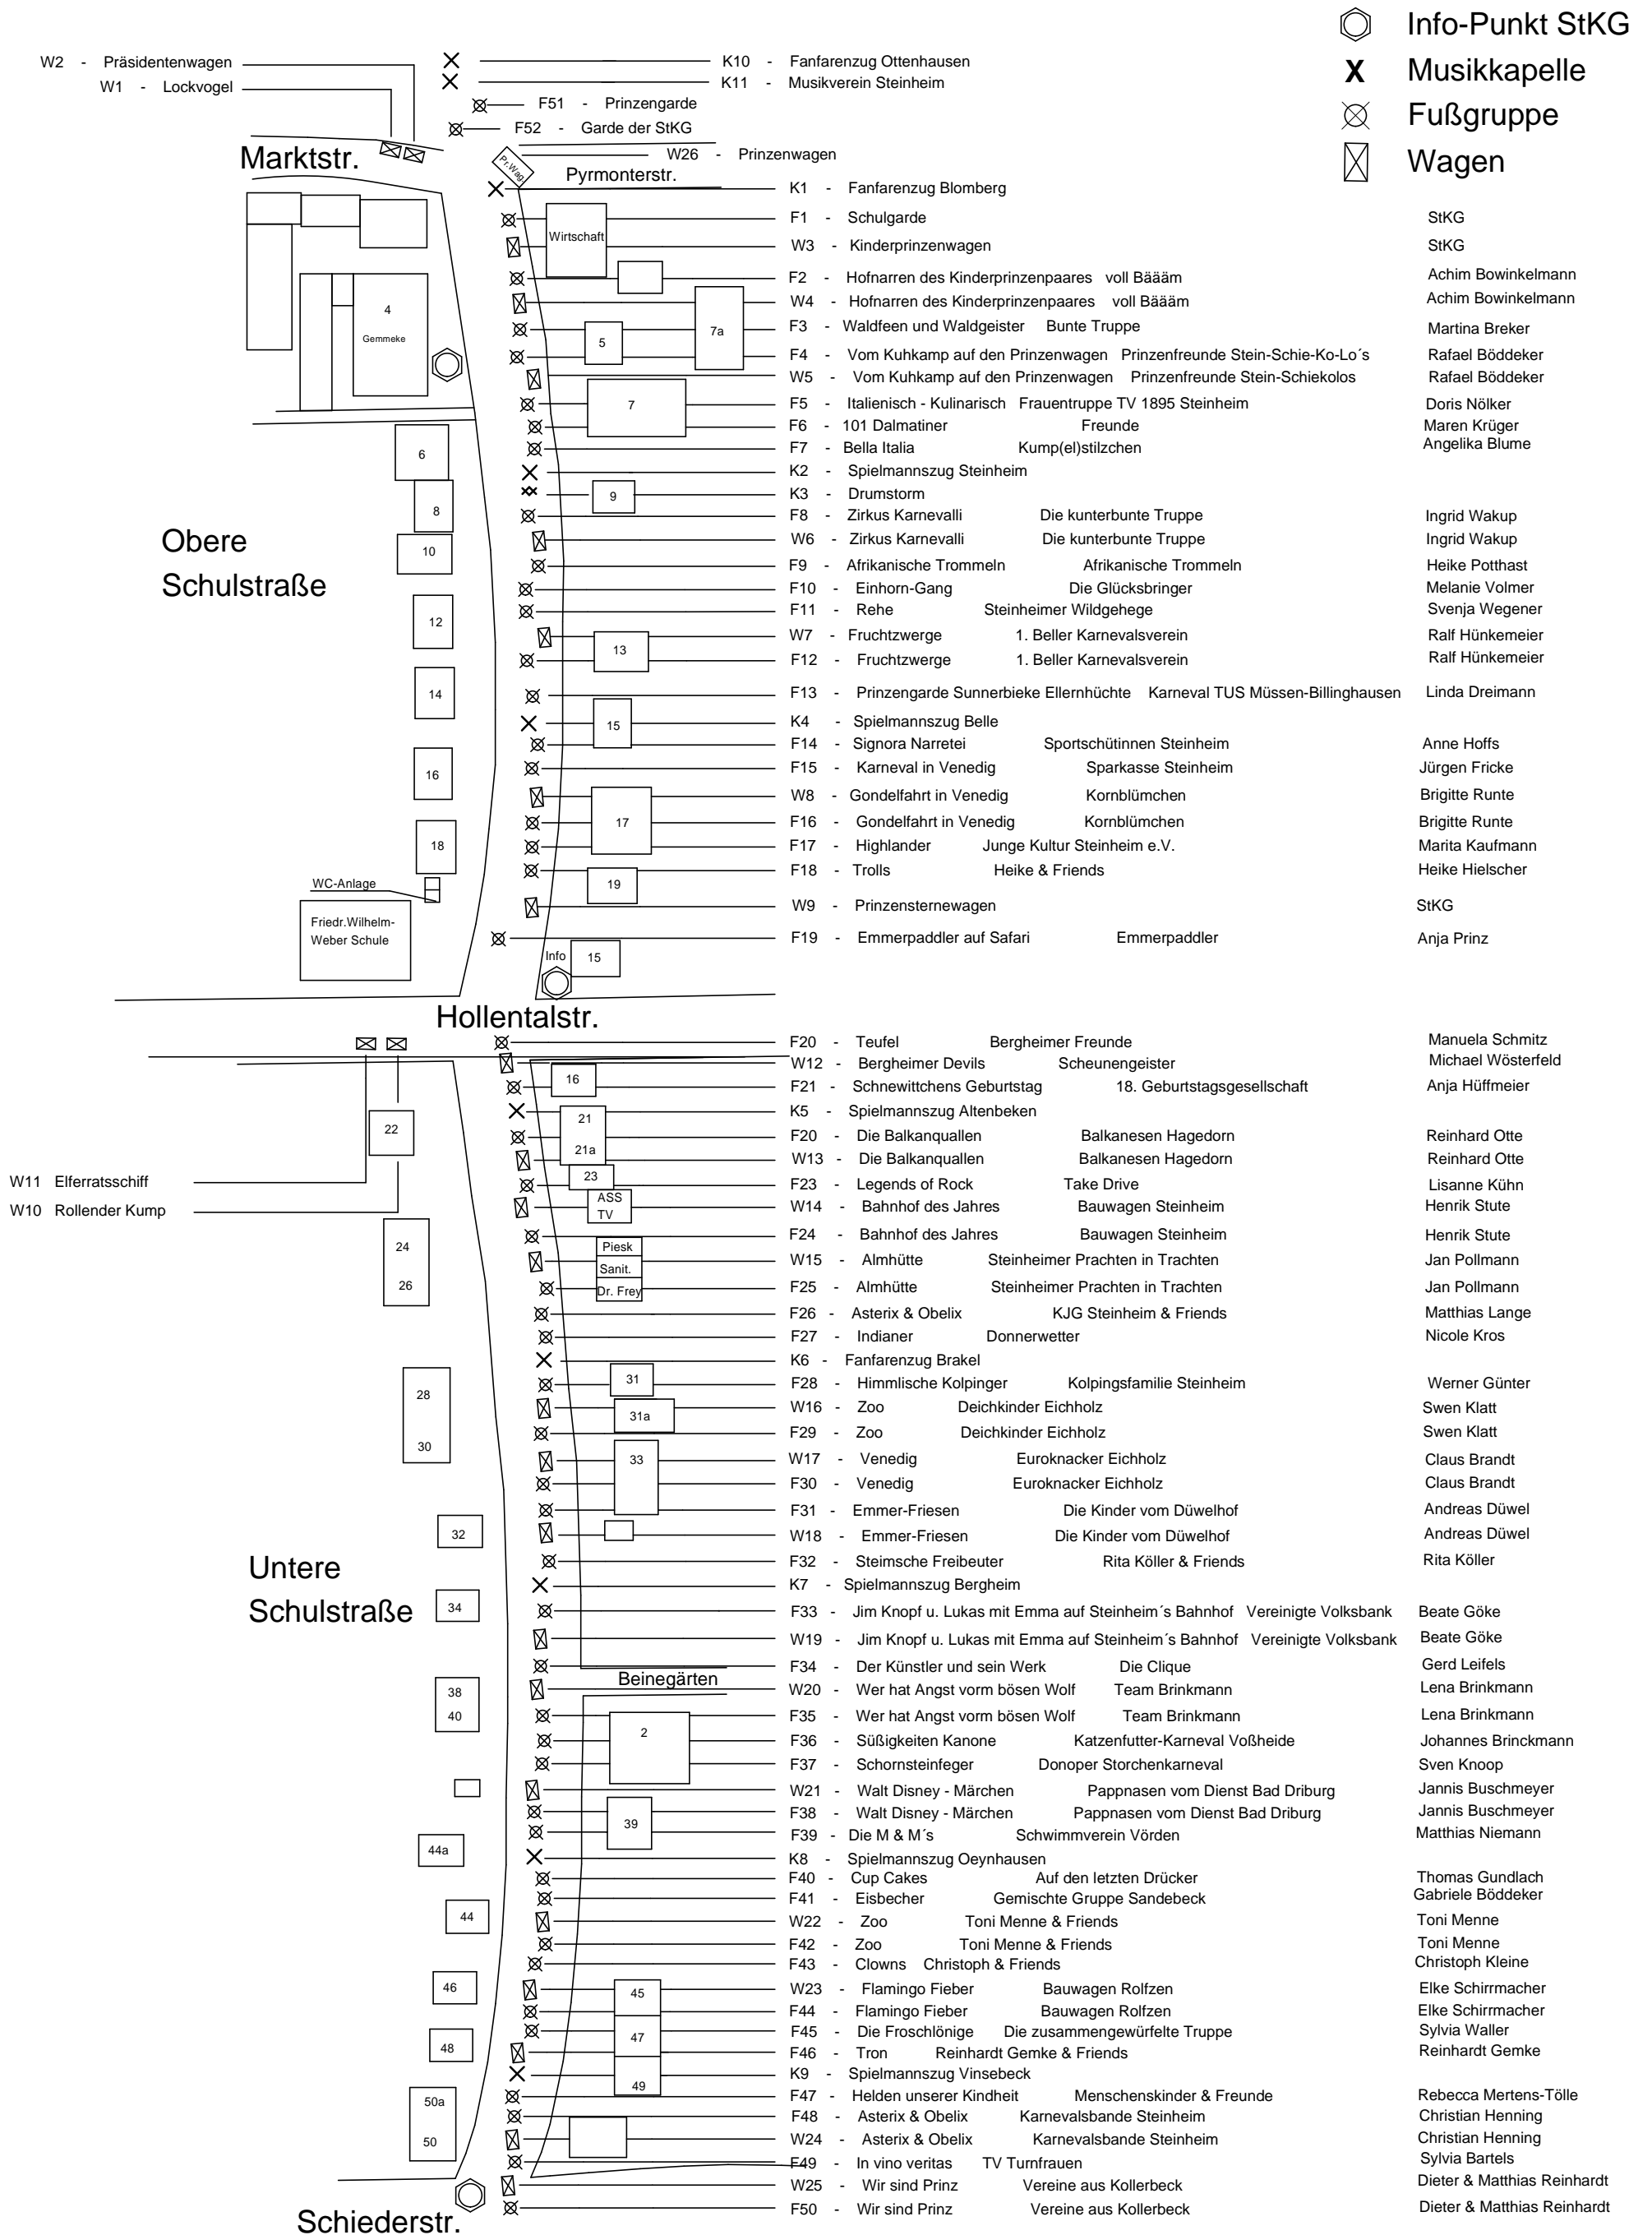 Info-Punkt StKG
Musikkapelle
Fußgruppe
Wagen
W2 - Präsidentenwagen
W1 - Lockvogel
K10 - Fanfarenzug Ottenhausen
K11 - Musikverein Steinheim
F51 - Prinzengarde
F52 - Garde der StKG
W26 - Prinzenwagen
Marktstr.
Pr.Wag
Pyrmonterstr.
K1 - Fanfarenzug Blomberg
F1 - Schulgarde StKG
Wirtschaft
W3 - Kinderprinzenwagen StKG
F2 - Hofnarren des Kinderprinzenpaares voll Bäääm Achim Bowinkelmann
W4 - Hofnarren des Kinderprinzenpaares voll Bäääm Achim Bowinkelmann
4
Gemmeke
7a
5
F3 - Waldfeen und Waldgeister Bunte Truppe Martina Breker
F4 - Vom Kuhkamp auf den Prinzenwagen Prinzenfreunde Stein-Schie-Ko-Lo´s Rafael Böddeker
W5 - Vom Kuhkamp auf den Prinzenwagen Prinzenfreunde Stein-Schiekolos Rafael Böddeker
7
F5 - Italienisch - Kulinarisch Frauentruppe TV 1895 Steinheim Doris Nölker
F6 - 101 Dalmatiner Freunde Maren Krüger
F7 - Bella Italia Kump(el)stilzchen Angelika Blume
6
K2 - Spielmannszug Steinheim
9
K3 - Drumstorm
8
F8 - Zirkus Karnevalli Die kunterbunte Truppe Ingrid Wakup
Obere
Schulstraße
10
W6 - Zirkus Karnevalli Die kunterbunte Truppe Ingrid Wakup
F9 - Afrikanische Trommeln Afrikanische Trommeln Heike Potthast
F10 - Einhorn-Gang Die Glücksbringer Melanie Volmer
F11 - Rehe Steinheimer Wildgehege Svenja Wegener
12
W7 - Fruchtzwerge 1. Beller Karnevalsverein Ralf Hünkemeier
13
F12 - Fruchtzwerge 1. Beller Karnevalsverein Ralf Hünkemeier
14
F13 - Prinzengarde Sunnerbieke Ellernhüchte Karneval TUS Müssen-Billinghausen Linda Dreimann
15
K4 - Spielmannszug Belle
F14 - Signora Narretei Sportschütinnen Steinheim Anne Hoffs
16
F15 - Karneval in Venedig Sparkasse Steinheim Jürgen Fricke
W8 - Gondelfahrt in Venedig Kornblümchen Brigitte Runte
17
F16 - Gondelfahrt in Venedig Kornblümchen Brigitte Runte
18
F17 - Highlander Junge Kultur Steinheim e.V. Marita Kaufmann
F18 - Trolls Heike & Friends Heike Hielscher
WC-Anlage
19
W9 - Prinzensternewagen StKG
Friedr.Wilhelm-
Weber Schule
F19 - Emmerpaddler auf Safari Emmerpaddler Anja Prinz
Info
15
Hollentalstr.
F20 - Teufel Bergheimer Freunde Manuela Schmitz
W12 - Bergheimer Devils Scheunengeister Michael Wösterfeld
16
F21 - Schnewittchens Geburtstag 18. Geburtstagsgesellschaft Anja Hüffmeier
K5 - Spielmannszug Altenbeken
22
21
21a
F20 - Die Balkanquallen Balkanesen Hagedorn Reinhard Otte
W13 - Die Balkanquallen Balkanesen Hagedorn Reinhard Otte
W11 Elferratsschiff
23
F23 - Legends of Rock Take Drive Lisanne Kühn
W10 Rollender Kump
ASS
TV
W14 - Bahnhof des Jahres Bauwagen Steinheim Henrik Stute
F24 - Bahnhof des Jahres Bauwagen Steinheim Henrik Stute
24
26
Piesk
Sanit.
Dr. Frey
W15 - Almhütte Steinheimer Prachten in Trachten Jan Pollmann
F25 - Almhütte Steinheimer Prachten in Trachten Jan Pollmann
F26 - Asterix & Obelix KJG Steinheim & Friends Matthias Lange
F27 - Indianer Donnerwetter Nicole Kros
K6 - Fanfarenzug Brakel
31
F28 - Himmlische Kolpinger Kolpingsfamilie Steinheim Werner Günter
28
30
31a
W16 - Zoo Deichkinder Eichholz Swen Klatt
F29 - Zoo Deichkinder Eichholz Swen Klatt
33
W17 - Venedig Euroknacker Eichholz Claus Brandt
F30 - Venedig Euroknacker Eichholz Claus Brandt
F31 - Emmer-Friesen Die Kinder vom Düwelhof Andreas Düwel
32
W18 - Emmer-Friesen Die Kinder vom Düwelhof Andreas Düwel
F32 - Steimsche Freibeuter Rita Köller & Friends Rita Köller
Untere
Schulstraße
K7 - Spielmannszug Bergheim
34
F33 - Jim Knopf u. Lukas mit Emma auf Steinheim´s Bahnhof Vereinigte Volksbank Beate Göke
W19 - Jim Knopf u. Lukas mit Emma auf Steinheim´s Bahnhof Vereinigte Volksbank Beate Göke
F34 - Der Künstler und sein Werk Die Clique Gerd Leifels
Beinegärten
38
40
W20 - Wer hat Angst vorm bösen Wolf Team Brinkmann Lena Brinkmann
F35 - Wer hat Angst vorm bösen Wolf Team Brinkmann Lena Brinkmann
2
F36 - Süßigkeiten Kanone Katzenfutter-Karneval Voßheide Johannes Brinckmann
F37 - Schornsteinfeger Donoper Storchenkarneval Sven Knoop
W21 - Walt Disney - Märchen Pappnasen vom Dienst Bad Driburg Jannis Buschmeyer
F38 - Walt Disney - Märchen Pappnasen vom Dienst Bad Driburg Jannis Buschmeyer
39
F39 - Die M & M´s Schwimmverein Vörden Matthias Niemann
44a
K8 - Spielmannszug Oeynhausen
F40 - Cup Cakes Auf den letzten Drücker Thomas Gundlach
F41 - Eisbecher Gemischte Gruppe Sandebeck Gabriele Böddeker
44
W22 - Zoo Toni Menne & Friends Toni Menne
F42 - Zoo Toni Menne & Friends Toni Menne
F43 - Clowns Christoph & Friends Christoph Kleine
46
45
W23 - Flamingo Fieber Bauwagen Rolfzen Elke Schirrmacher
F44 - Flamingo Fieber Bauwagen Rolfzen Elke Schirrmacher
47
F45 - Die Froschlönige Die zusammengewürfelte Truppe Sylvia Waller
48
F46 - Tron Reinhardt Gemke & Friends Reinhardt Gemke
K9 - Spielmannszug Vinsebeck
49
F47 - Helden unserer Kindheit Menschenskinder & Freunde Rebecca Mertens-Tölle
50a
50
F48 - Asterix & Obelix Karnevalsbande Steinheim Christian Henning
W24 - Asterix & Obelix Karnevalsbande Steinheim Christian Henning
F49 - In vino veritas TV Turnfrauen Sylvia Bartels
W25 - Wir sind Prinz Vereine aus Kollerbeck Dieter & Matthias Reinhardt
F50 - Wir sind Prinz Vereine aus Kollerbeck Dieter & Matthias Reinhardt
Schiederstr.